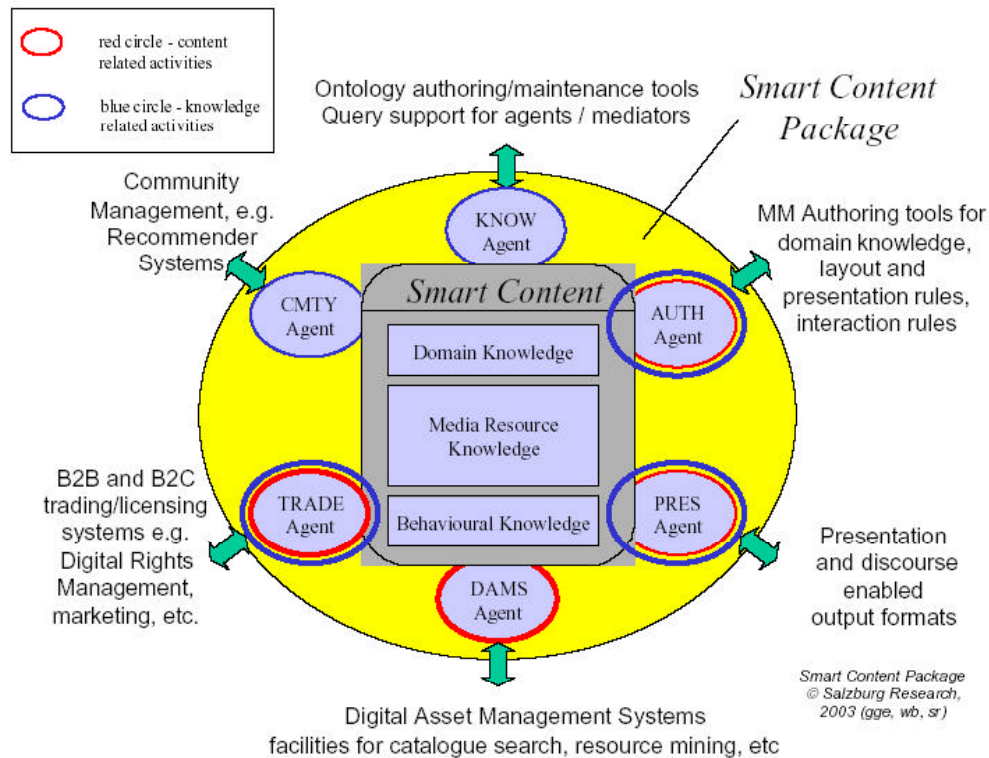 red circle - content
related activities
blue circle - knowledge
related activities
Ontology authoring/maintenance tools
Query support for agents / mediators
Smart Content
Package
Community
Management, e.g.
Recommender
Systems
KNOW
Agent
MM Authoring tools for
domain knowledge,
layout and
presentation rules,
interaction rules
CMTY
Agent
Smart Content
AUTH
Agent
Domain Knowledge
Media Resource
Knowledge
Behavioural Knowledge
B2B and B2C
trading/licensing
systems e.g.
Digital Rights
Management,
marketing, etc.
TRADE
Agent
PRES
Agent
Presentation
and discourse
enabled
output formats
DAMS
Agent
Digital Asset Management Systems
facilities for catalogue search, resource mining, etc
Smart Content Package
© Salzburg Research,
2003 (gge, wb, sr)